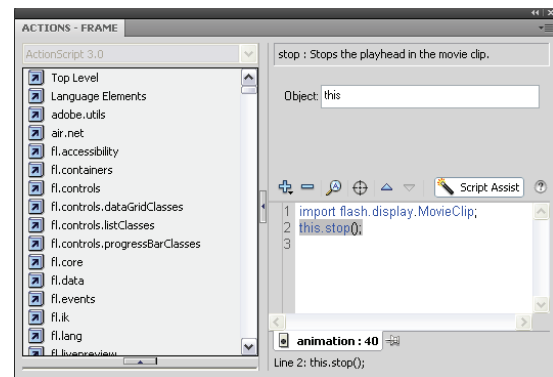 ACTIONS - FRAME
ActionScript 3.0
Top Level
Language Elements
adobe.utils
air.net
fl.accessibility
fl.containers
fl.controls
fl.controls.dataGridClasses
fl.controls.listClasses
fl.controls.progressBarClasses
fl.core
fl.data
fl.events
fl.ik
fl.lang
fl.livepreview
stop : Stops the playhead in the movie clip.
Object: this
Script Assist
1 import flash.display.MovieClip;
2 this.stop();
3
animation : 40
Line 2: this.stop();